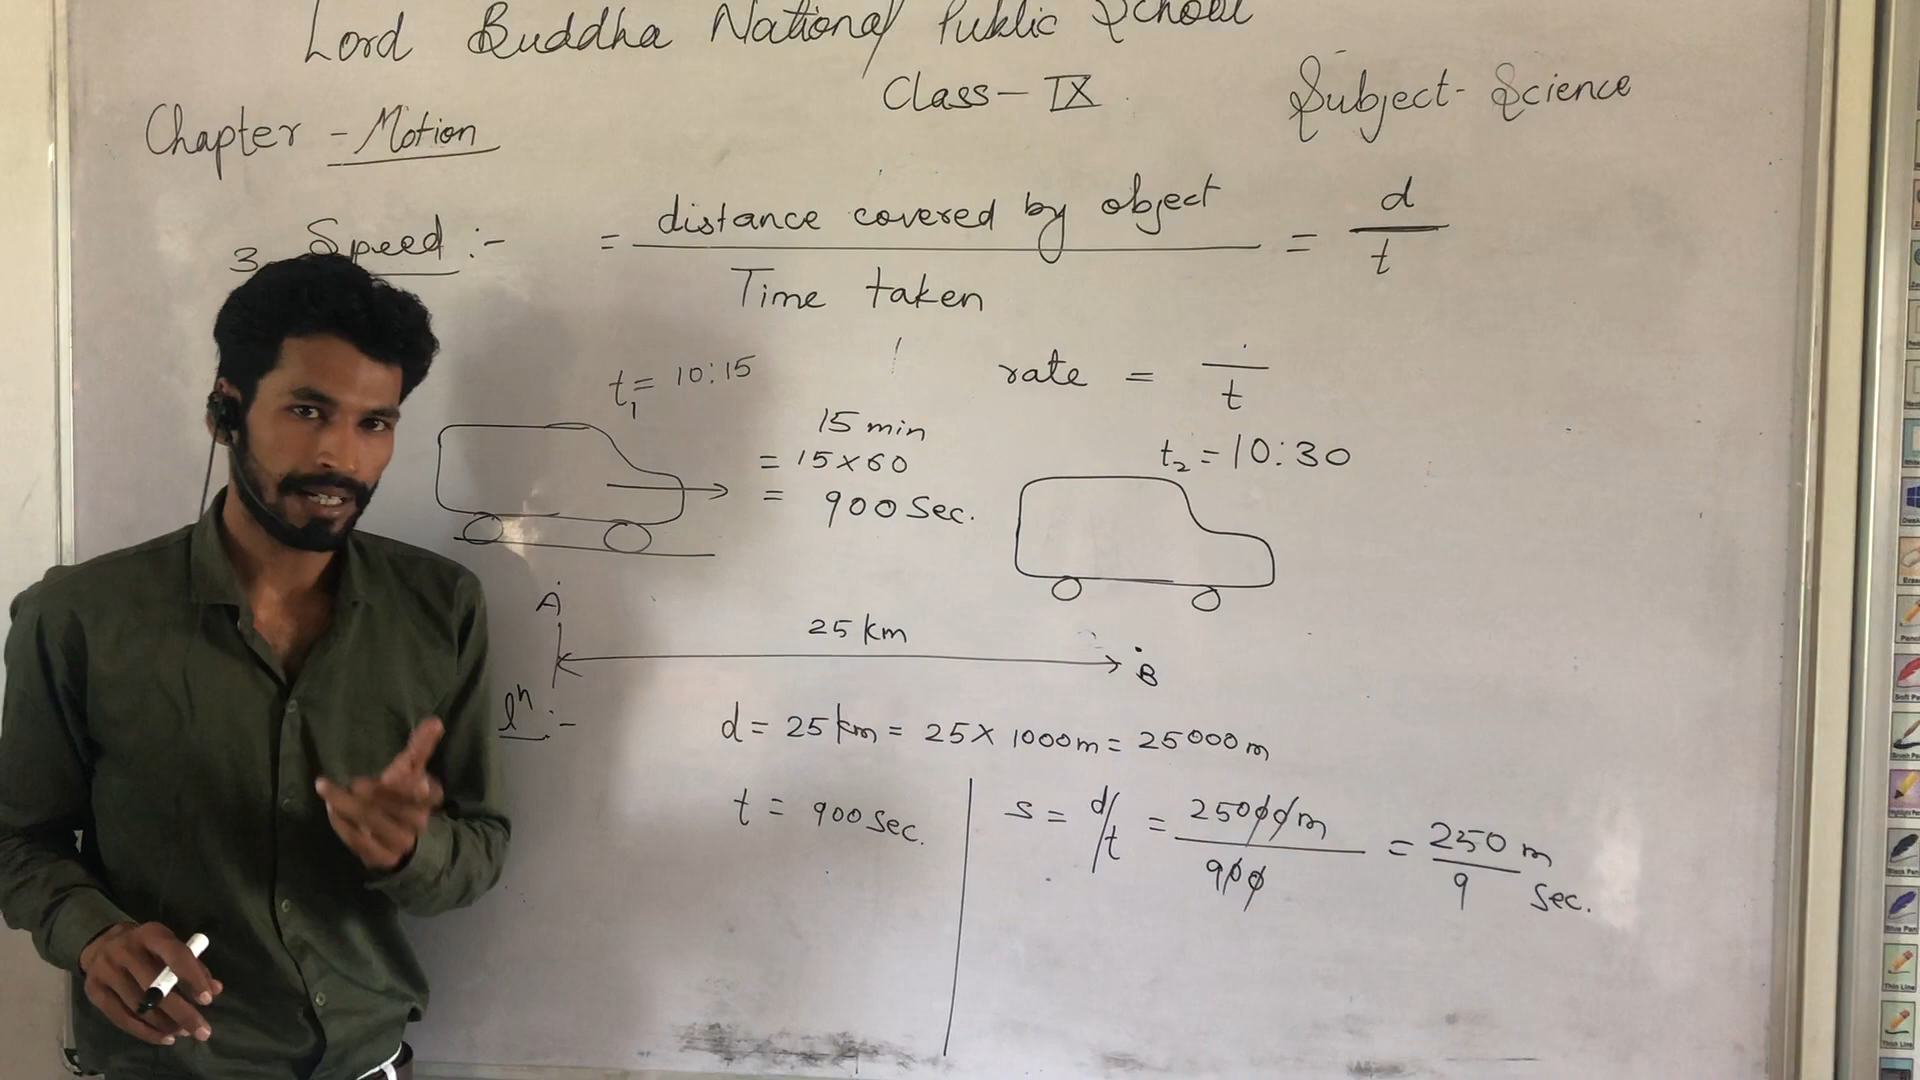 Lord Buddha National Public School
Class - IX
Subject - Science
Chapter - Motion
3 Speed :- = distance covered by object / Time taken = d / t
rate = / t
t₁ = 10:15
15 min
= 15 × 60
= 900 Sec.
t₂ = 10:30
A
25 km
B
lⁿ :-
d = 25 km = 25 × 1000 m = 25000 m
t = 900 Sec.
s = d/t = 25000 m / 900 = 250 m / 9 Sec.